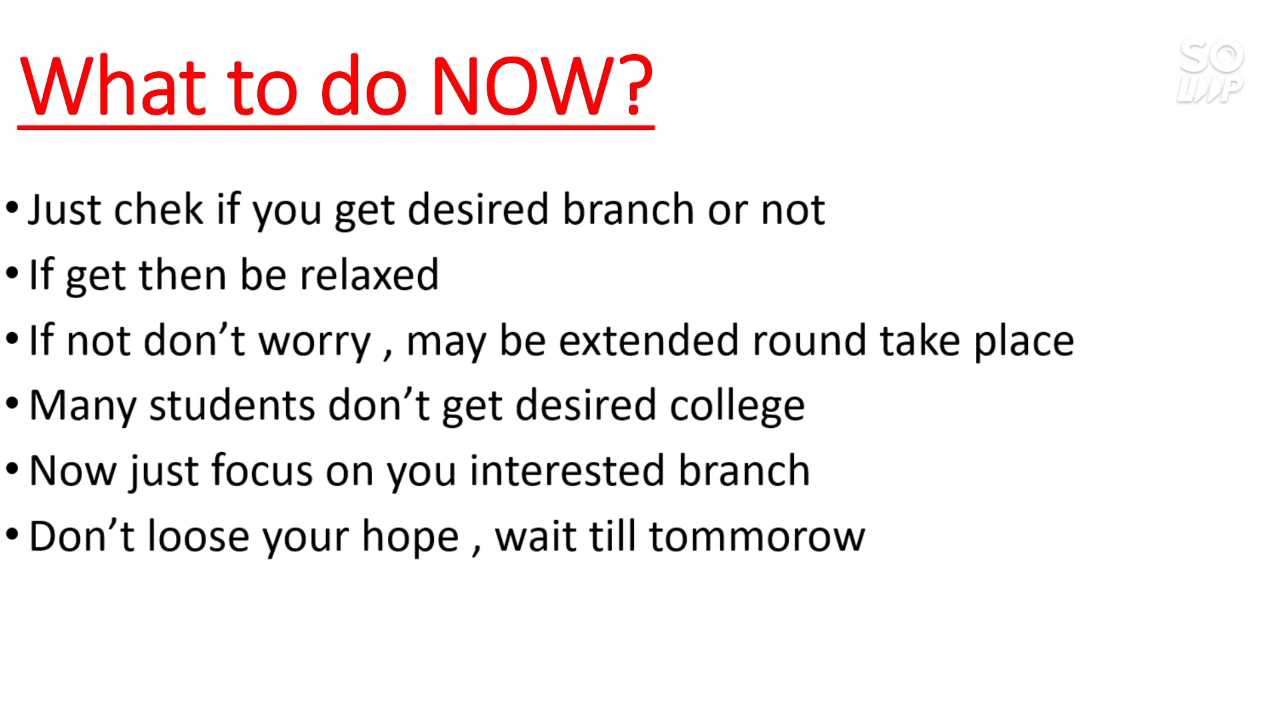 What to do NOW?
SO
LMP
• Just chek if you get desired branch or not
• If get then be relaxed
• If not don’t worry , may be extended round take place
• Many students don’t get desired college
• Now just focus on you interested branch
• Don’t loose your hope , wait till tommorow